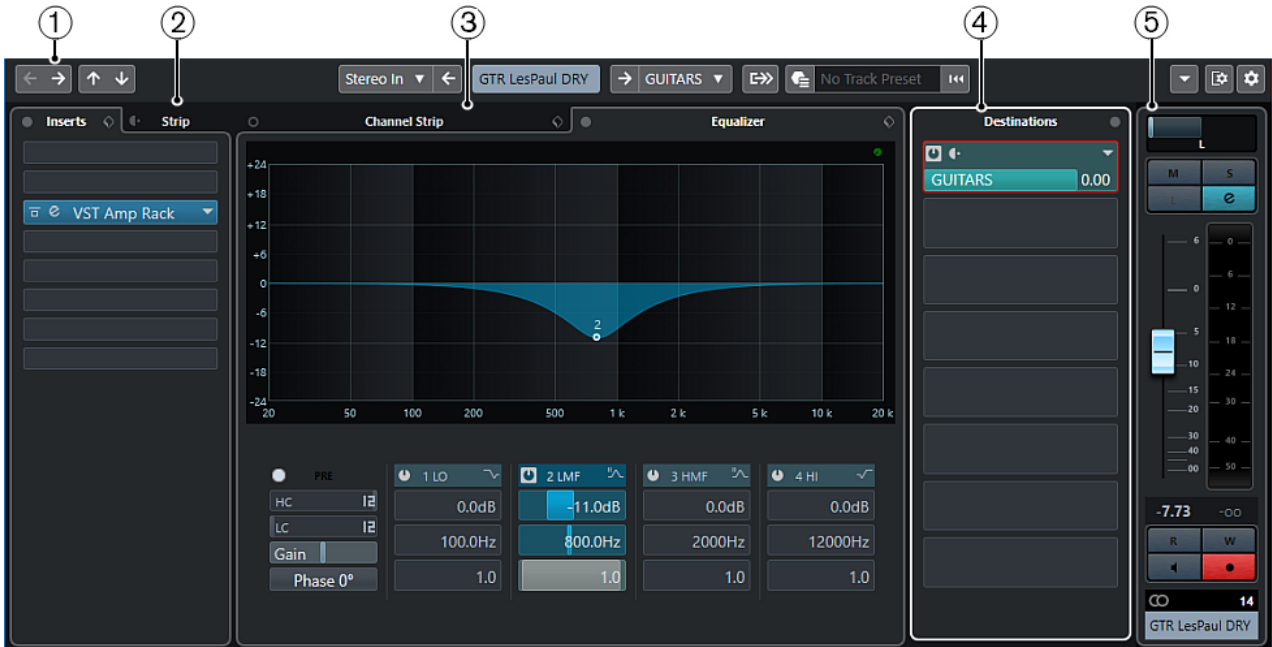 1 2 3 4 5
Stereo In GTR LesPaul DRY GUITARS No Track Preset
Inserts Strip Channel Strip Equalizer Destinations
VST Amp Rack
+24
+18
+12
+6
0
-6
-12
-18
-24
2
20 50 100 200 500 1 k 2 k 5 k 10 k 20 k
PRE 1 LO 2 LMF 3 HMF 4 HI
HC 12 0.0dB -11.0dB 0.0dB 0.0dB
LC 12 100.0Hz 800.0Hz 2000Hz 12000Hz
Gain
Phase 0° 1.0 1.0 1.0 1.0
GUITARS 0.00
L
M S
L e
6 0
6
0
12
5
18
10
24
15
20 30
30
40 40
00 50
-7.73 -oo
R W
14
GTR LesPaul DRY